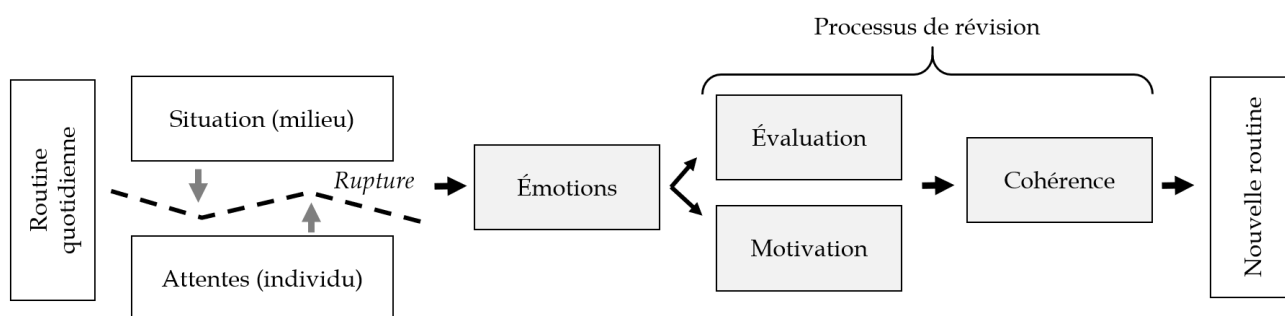 Processus de révision
Routine
quotidienne
Situation (milieu)
Rupture
Attentes (individu)
Émotions
Évaluation
Motivation
Cohérence
Nouvelle routine